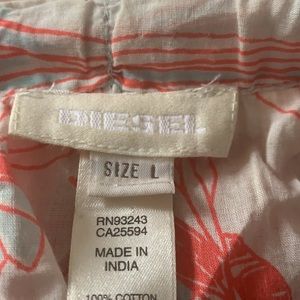 DIESEL
SIZE L
RN93243
CA25594
MADE IN
INDIA
100% COTTON